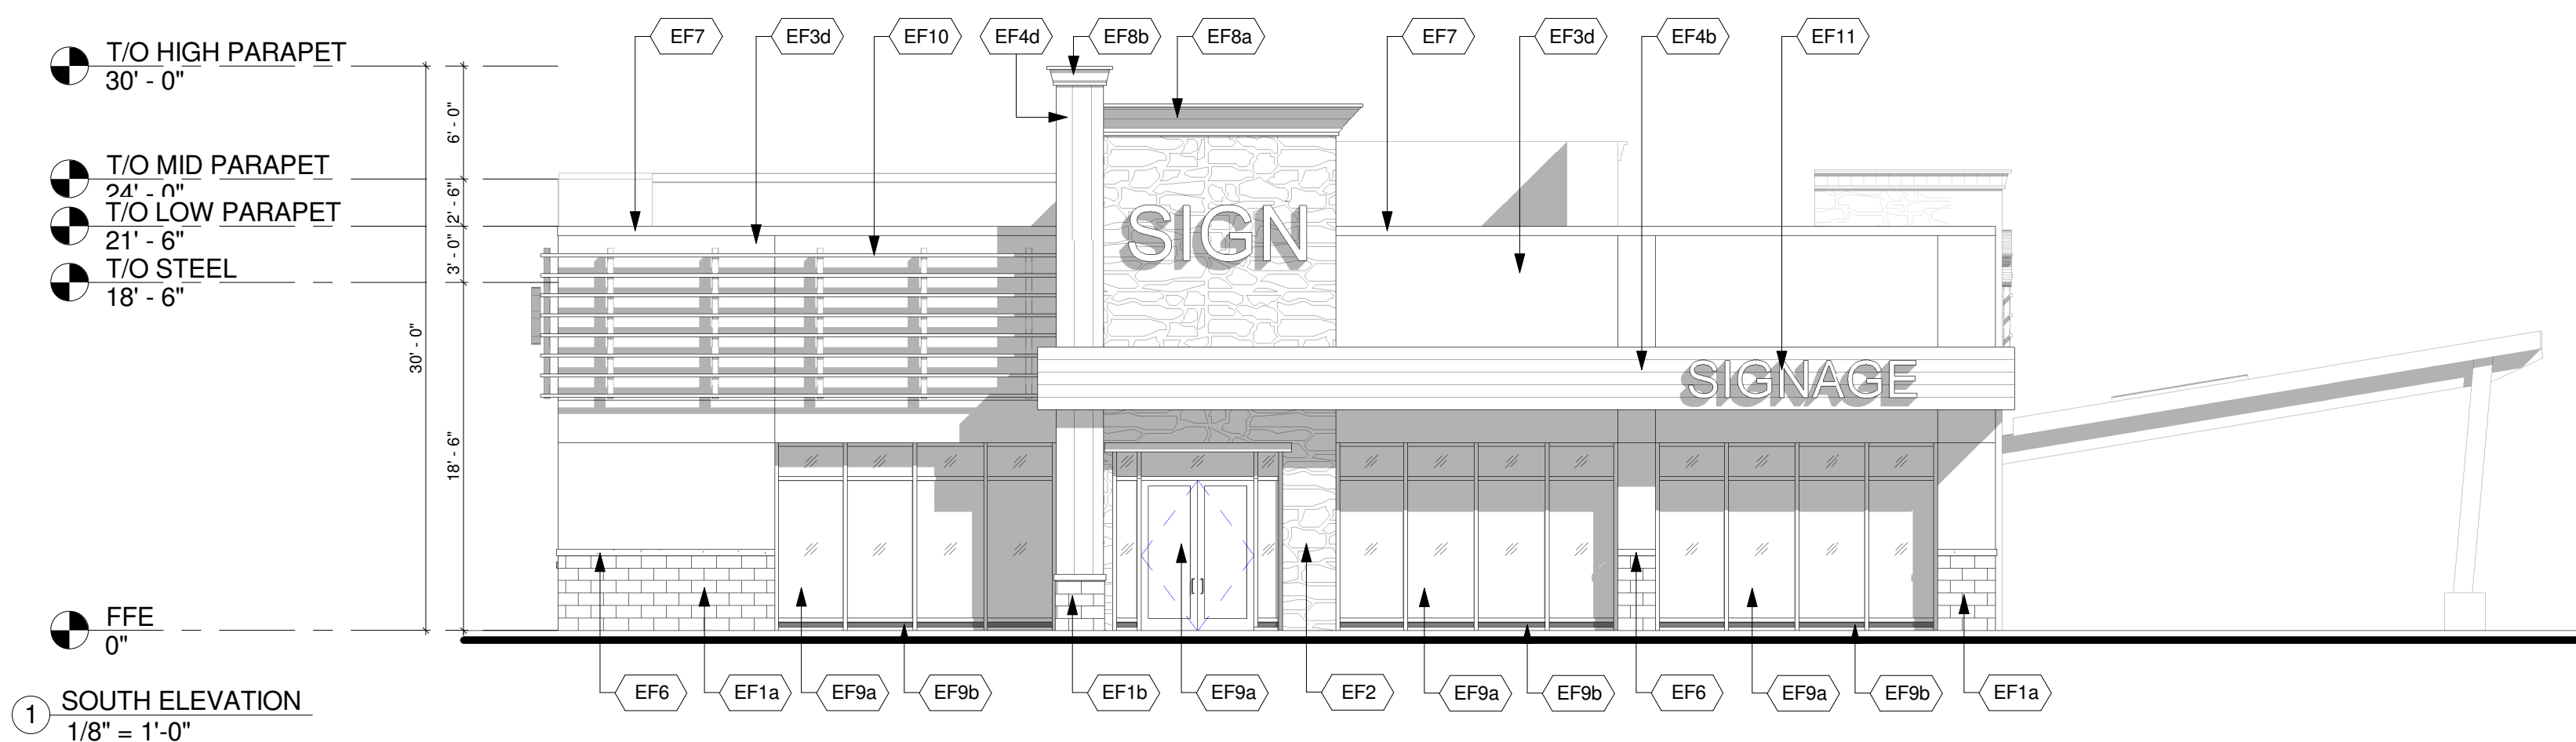 EF7
EF3d
EF10
EF4d
EF8b
EF8a
EF7
EF3d
EF4b
EF11
T/O HIGH PARAPET
30' - 0"
T/O MID PARAPET
24' - 0"
T/O LOW PARAPET
21' - 6"
T/O STEEL
18' - 6"
6' - 0"
2' - 6"
3' - 0"
30' - 0"
18' - 6"
SIGN
SIGNAGE
FFE
0"
EF6
EF1a
EF9a
EF9b
EF1b
EF9a
EF2
EF9a
EF9b
EF6
EF9a
EF9b
EF1a
1
SOUTH ELEVATION
1/8" = 1'-0"